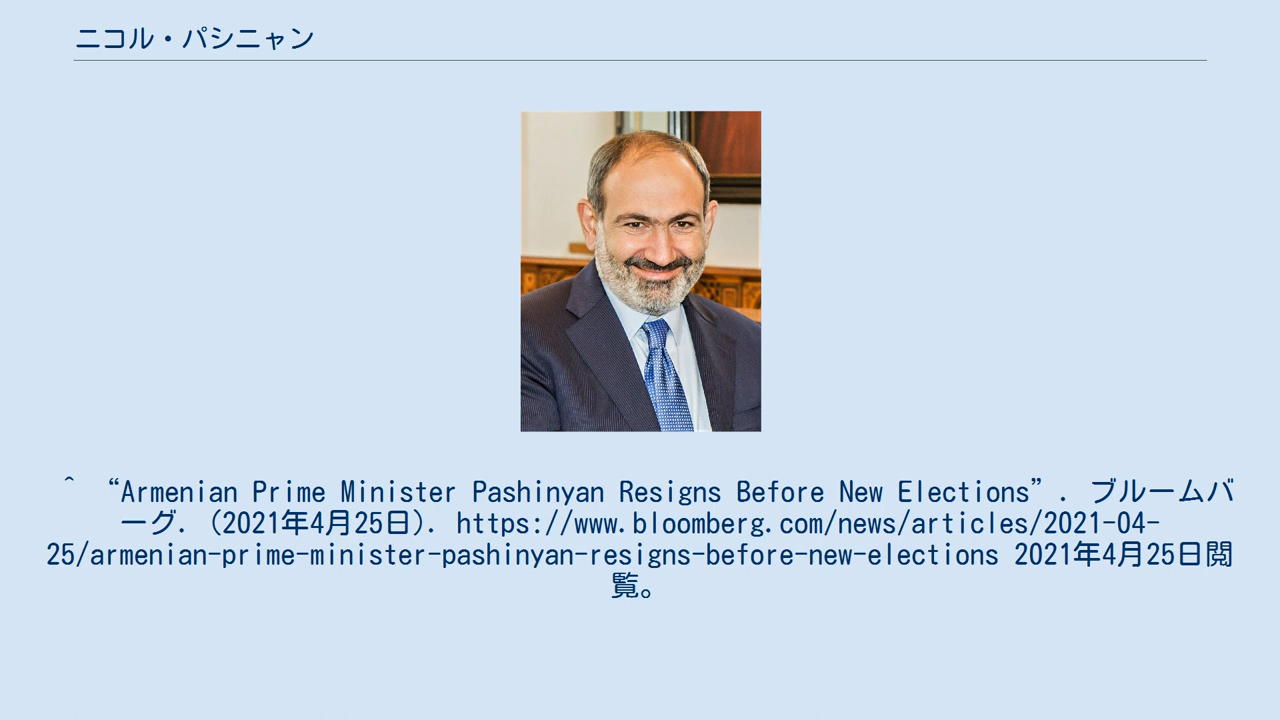 ニコル・パシニャン
^ “Armenian Prime Minister Pashinyan Resigns Before New Elections”. ブルームバ
ーグ. (2021年4月25日). https://www.bloomberg.com/news/articles/2021-04-
25/armenian-prime-minister-pashinyan-resigns-before-new-elections 2021年4月25日閲
覧。